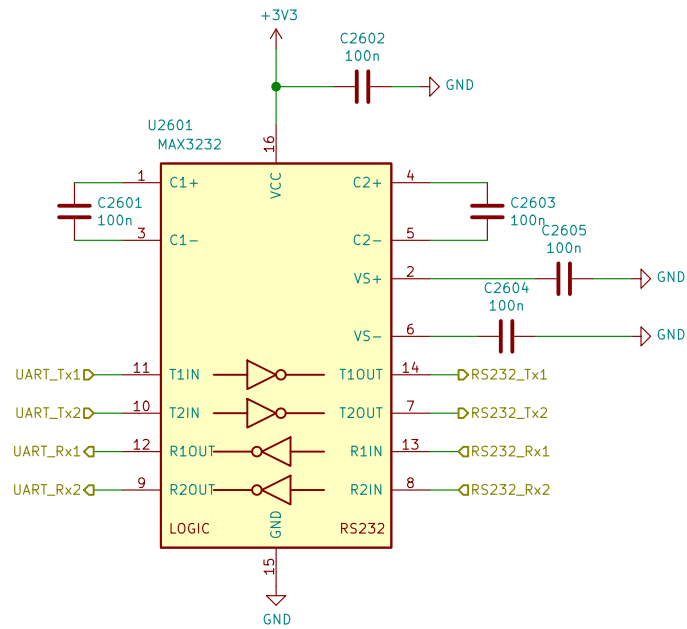 +3V3
C2602
100n
GND
U2601
MAX3232
16
VCC
1
C1+
C2+
4
C2601
100n
C2603
100n
3
C1-
C2-
5
C2605
100n
VS+
2
GND
C2604
100n
VS-
6
GND
UART_Tx1
11
T1IN
T1OUT
14
RS232_Tx1
UART_Tx2
10
T2IN
T2OUT
7
RS232_Tx2
UART_Rx1
12
R1OUT
R1IN
13
RS232_Rx1
UART_Rx2
9
R2OUT
R2IN
8
RS232_Rx2
LOGIC
GND
RS232
15
GND